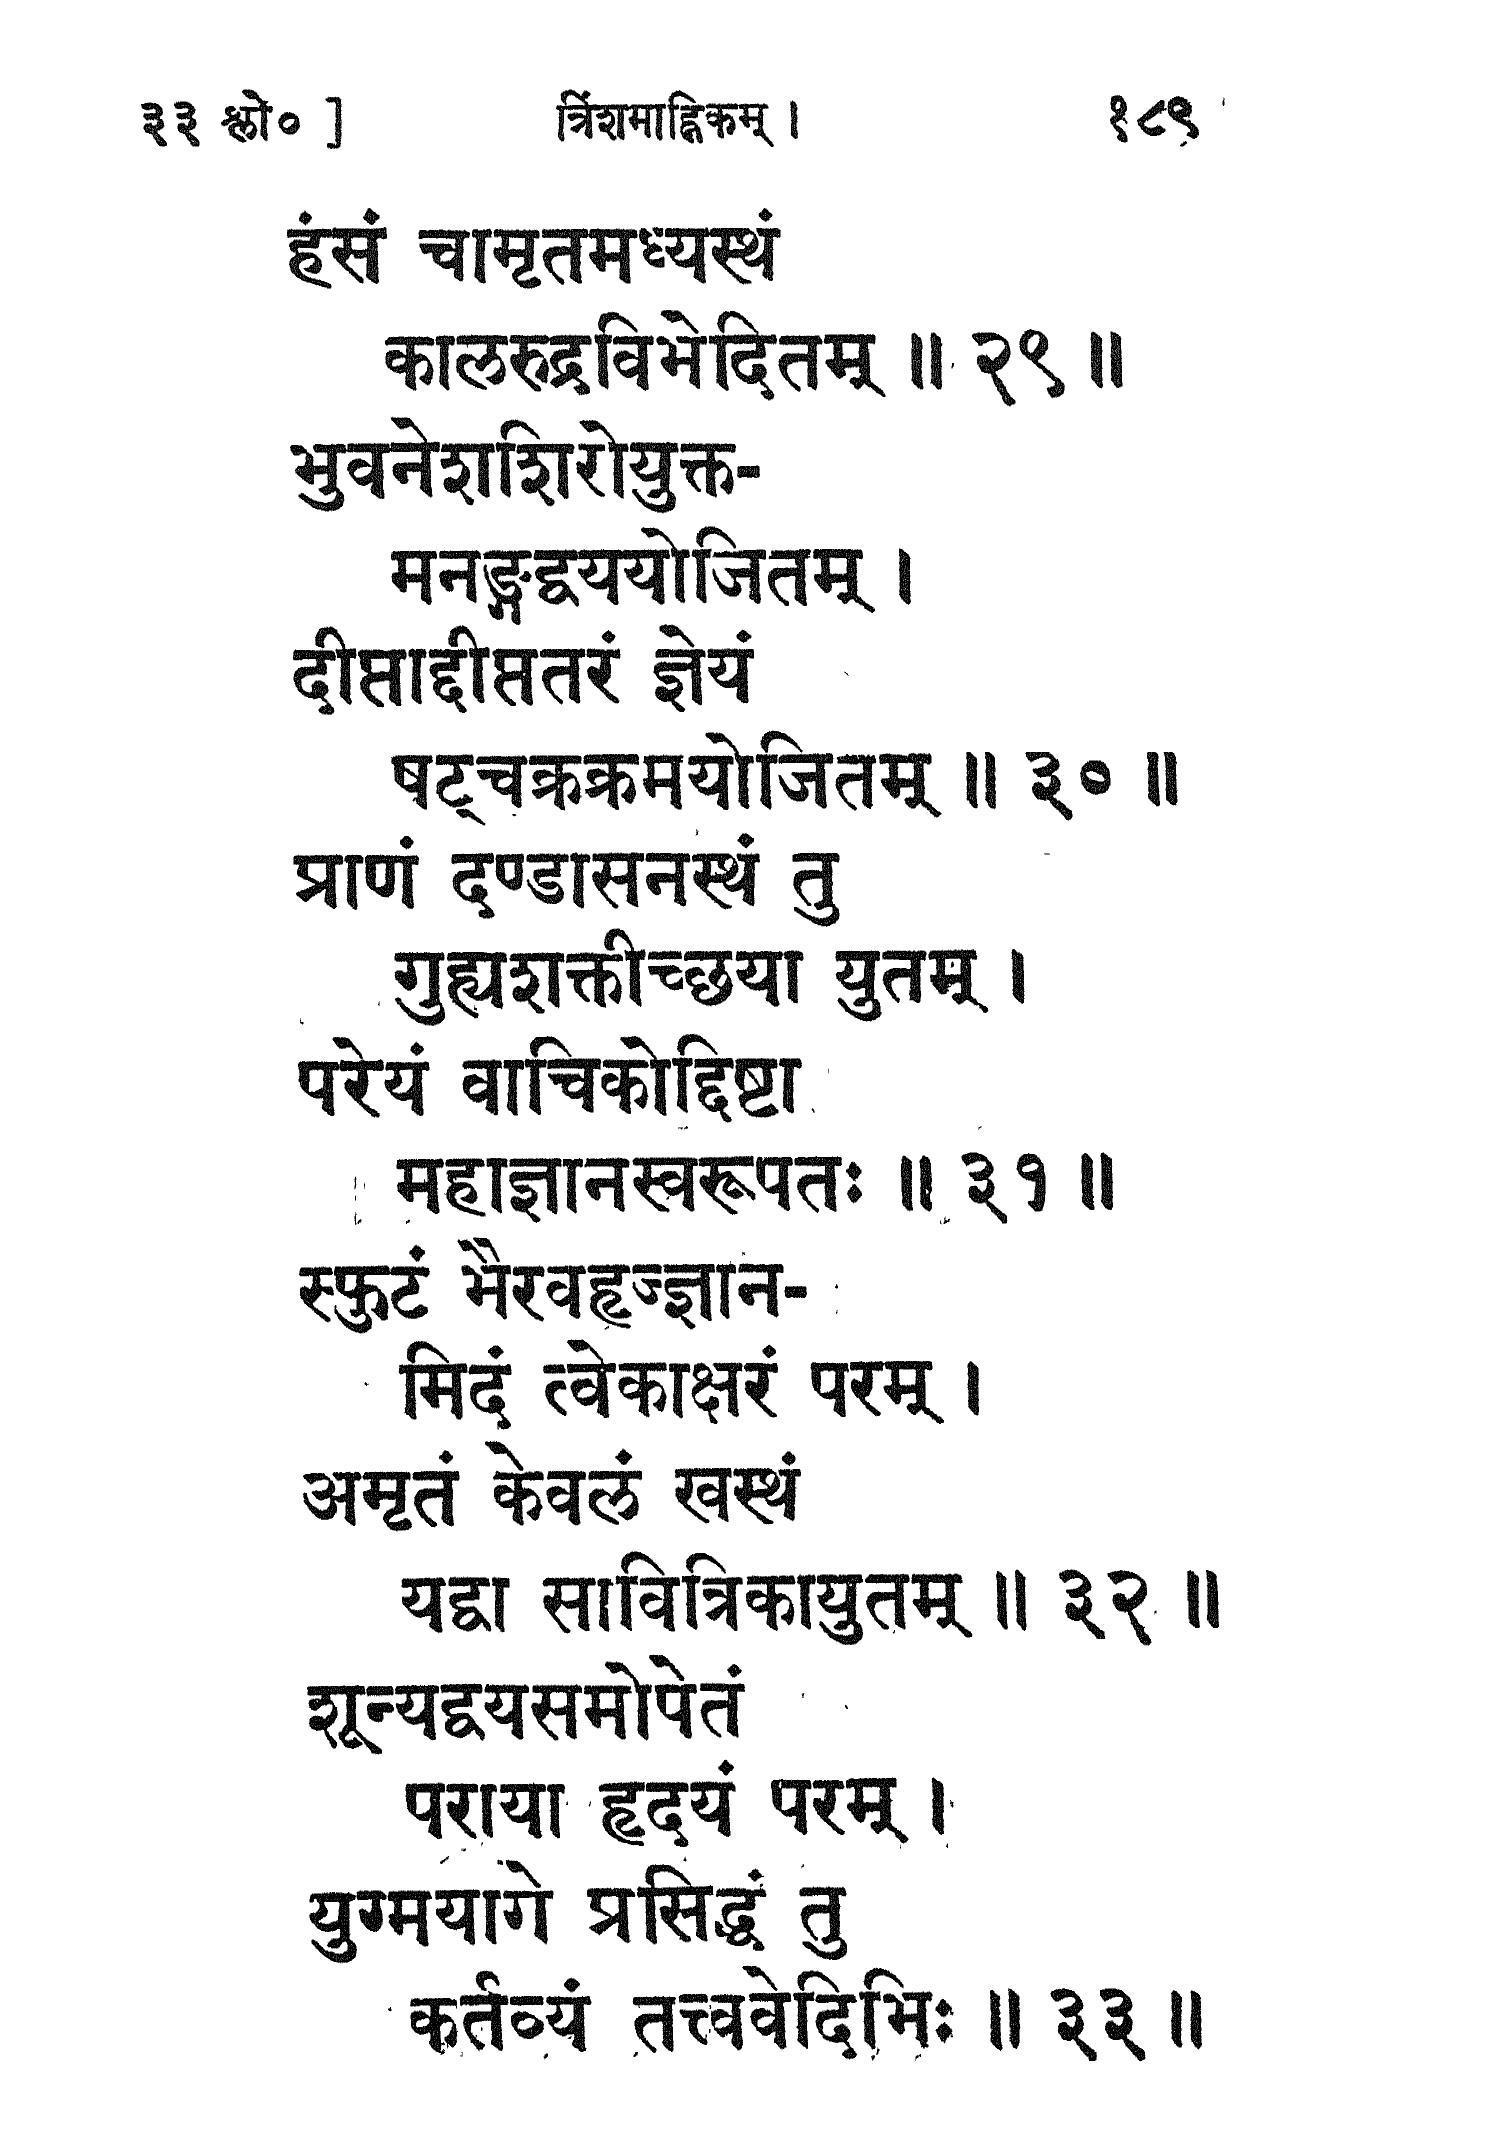 ३३ श्लो० ] त्रिंशमाह्निकम् । १८९
हंसं चामृतमध्यस्थं
कालरुद्रविभेदितम् ॥ २९ ॥
भुवनेशशिरोयुक्त-
मनङ्गद्वययोजितम् ।
दीप्ताद्दीप्ततरं ज्ञेयं
षट्चक्रक्रमयोजितम् ॥ ३० ॥
प्राणं दण्डासनस्थं तु
गुह्यशक्तीच्छया युतम् ।
परेयं वाचिकोद्दिष्टा
महाज्ञानस्वरूपतः ॥ ३१ ॥
स्फुटं भैरवहृज्ज्ञान-
मिदं त्वेकाक्षरं परम् ।
अमृतं केवलं खस्थं
यद्वा सावित्रिकायुतम् ॥ ३२ ॥
शून्यद्वयसमोपेतं
पराया हृदयं परम् ।
युग्मयागे प्रसिद्धं तु
कर्तव्यं तत्त्ववेदिभिः ॥ ३३ ॥